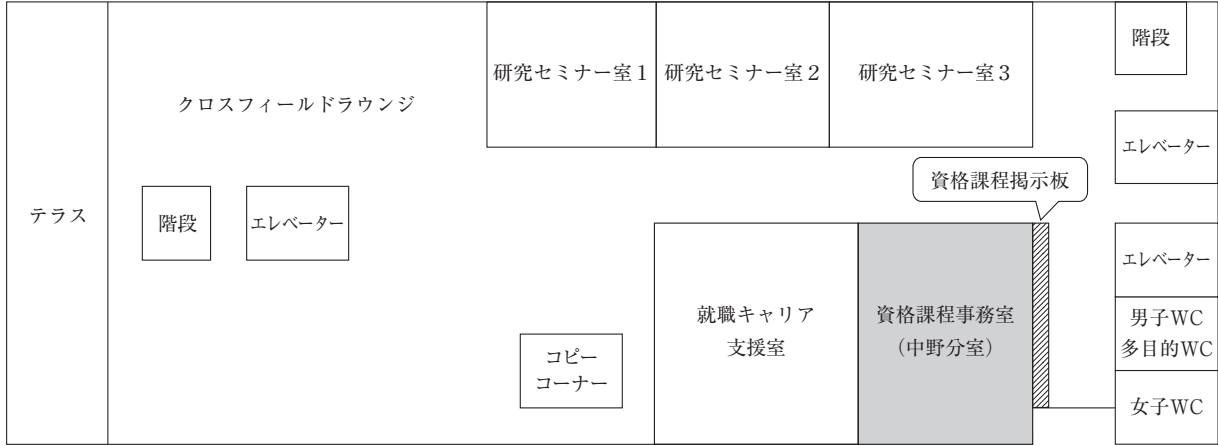 階段
研究セミナー室1
研究セミナー室2
研究セミナー室3
クロスフィールドラウンジ
エレベーター
資格課程掲示板
テラス
階段
エレベーター
エレベーター
就職キャリア
支援室
資格課程事務室
（中野分室）
男子WC
多目的WC
コピー
コーナー
女子WC